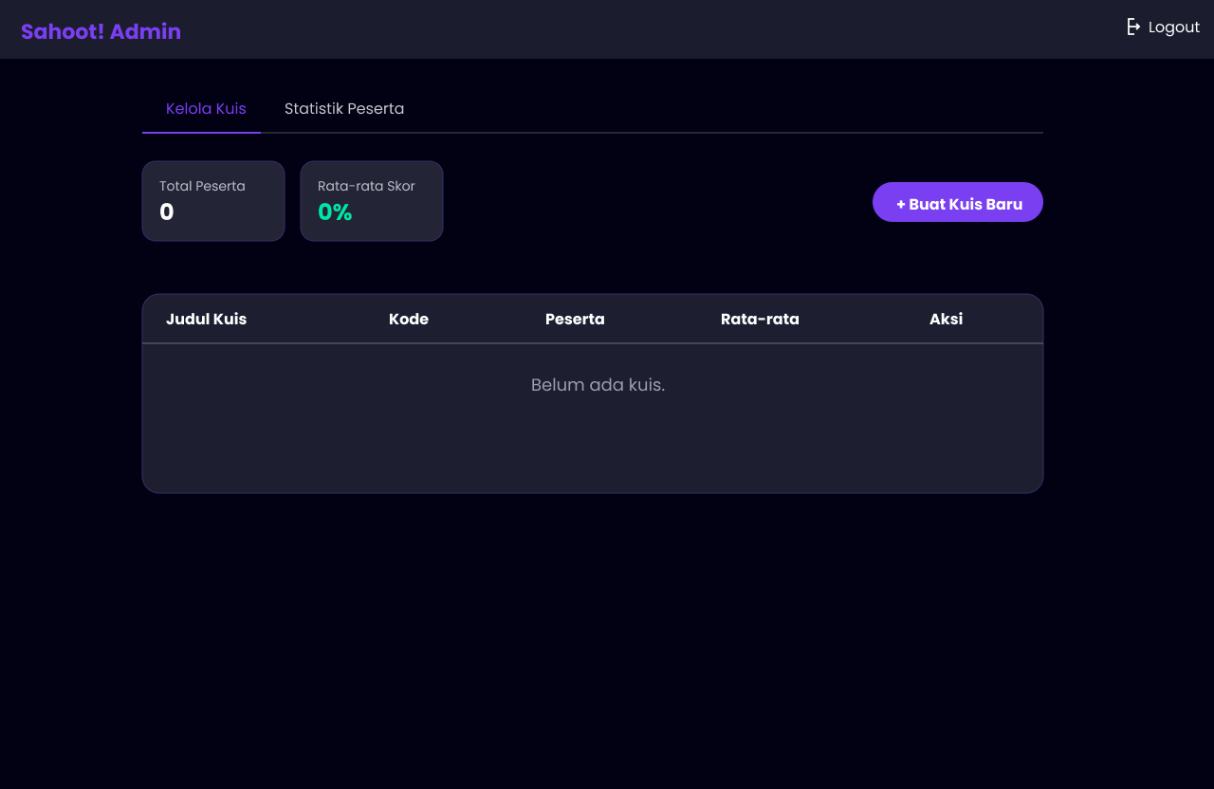 Sahoot! Admin
Logout
Kelola Kuis
Statistik Peserta
Total Peserta
0
Rata-rata Skor
0%
+ Buat Kuis Baru
Judul Kuis
Kode
Peserta
Rata-rata
Aksi
Belum ada kuis.